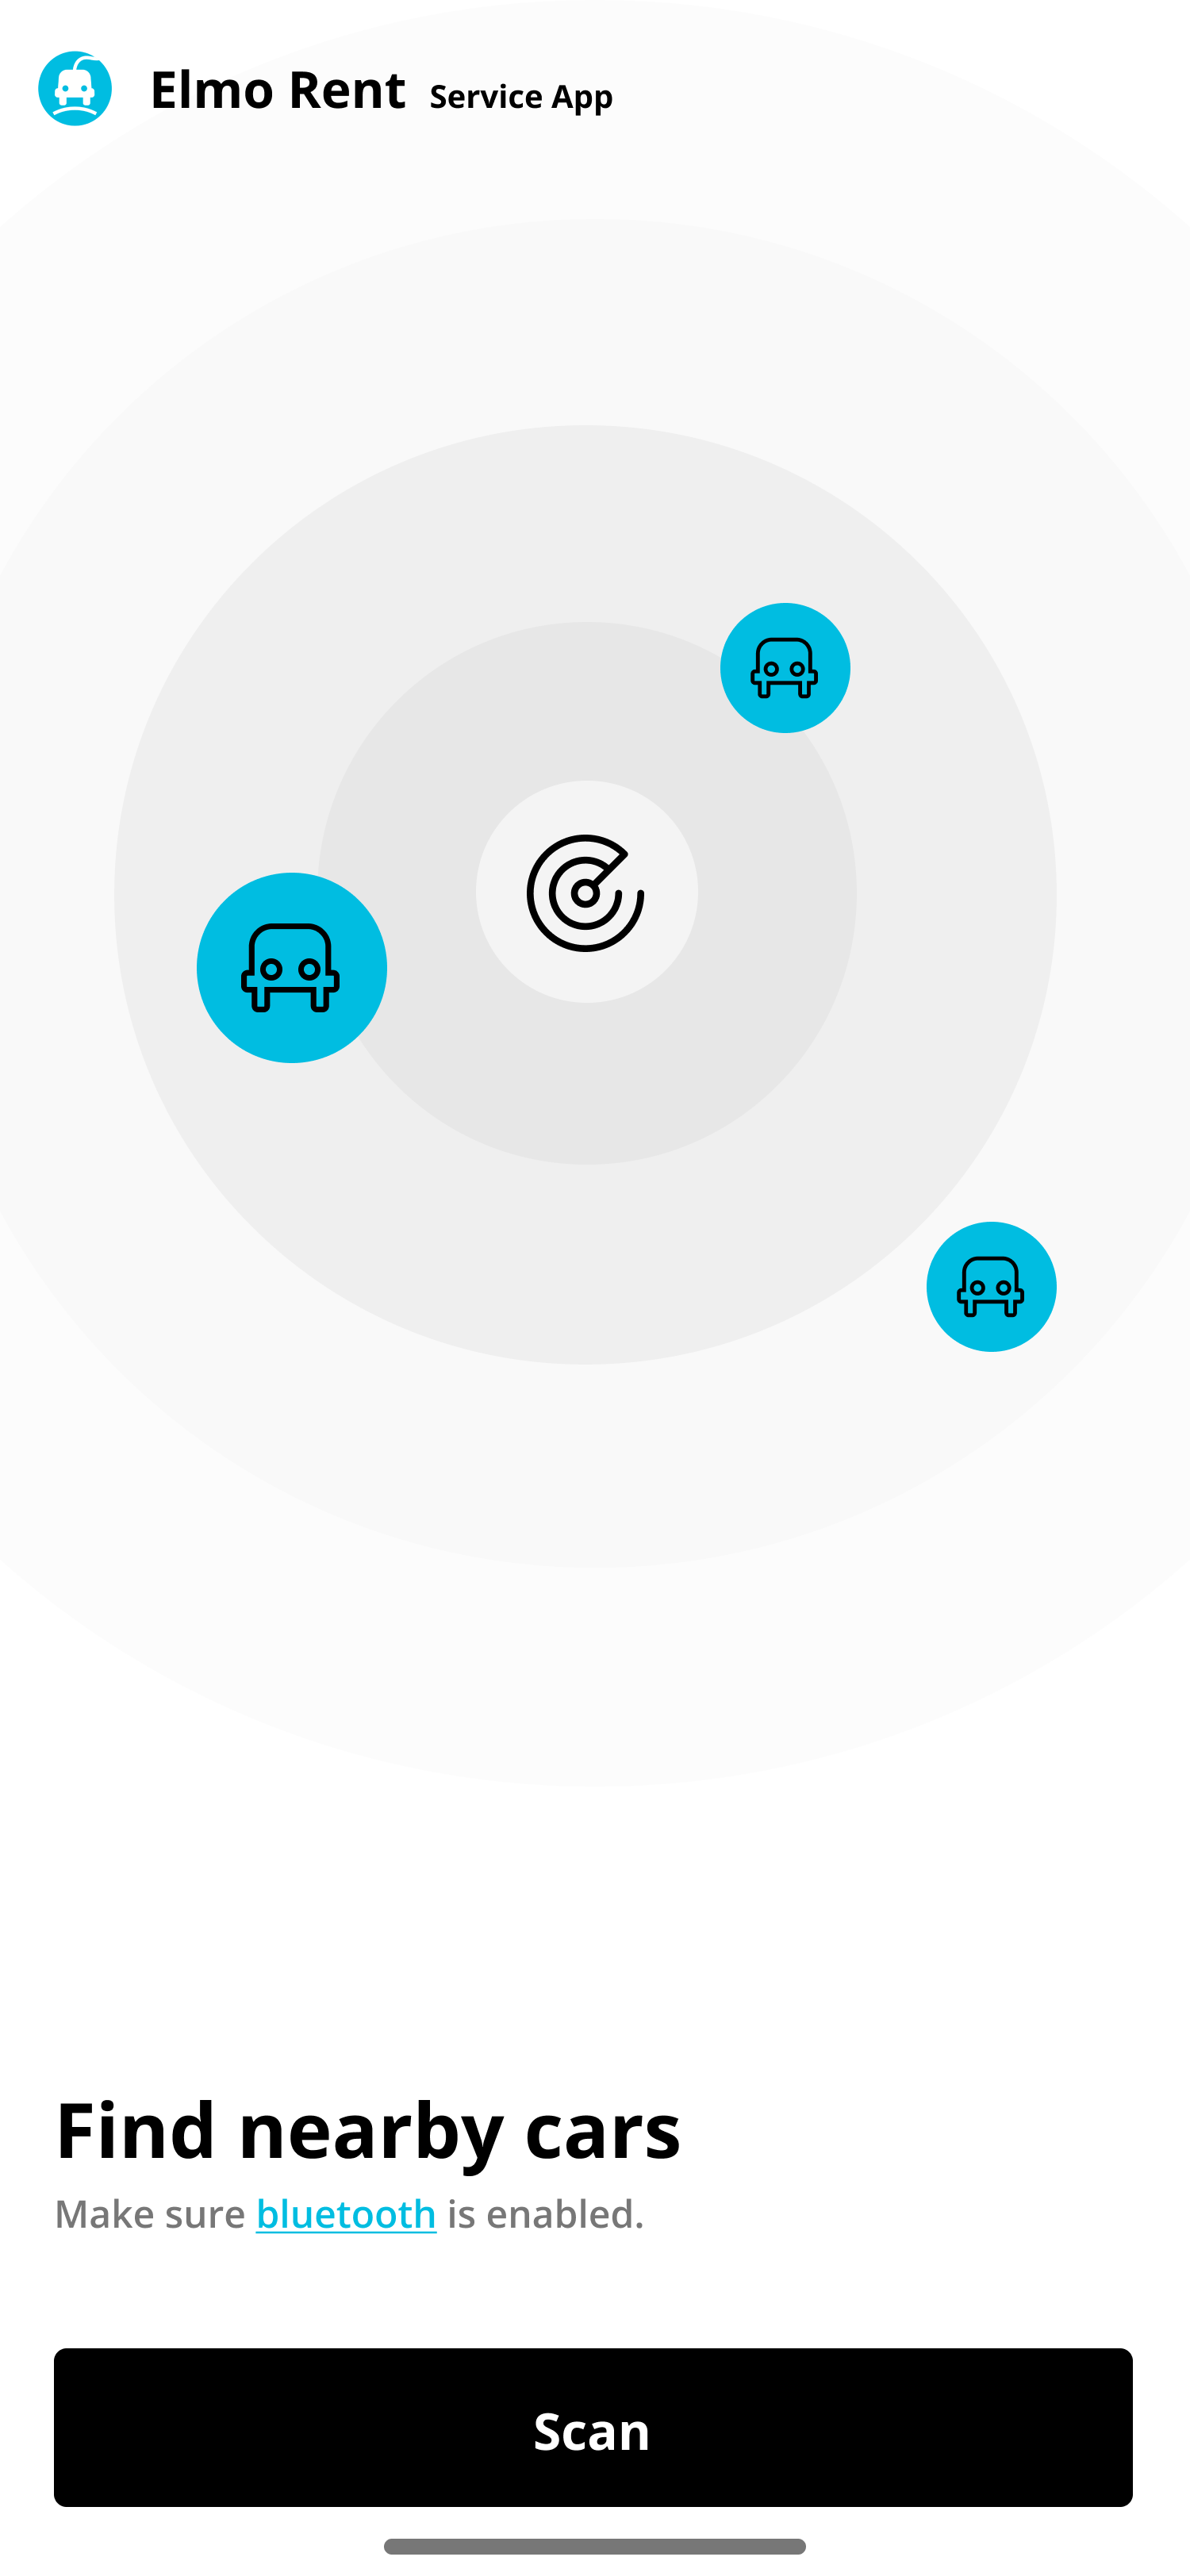 Elmo Rent Service App
Find nearby cars
Make sure bluetooth is enabled.
Scan